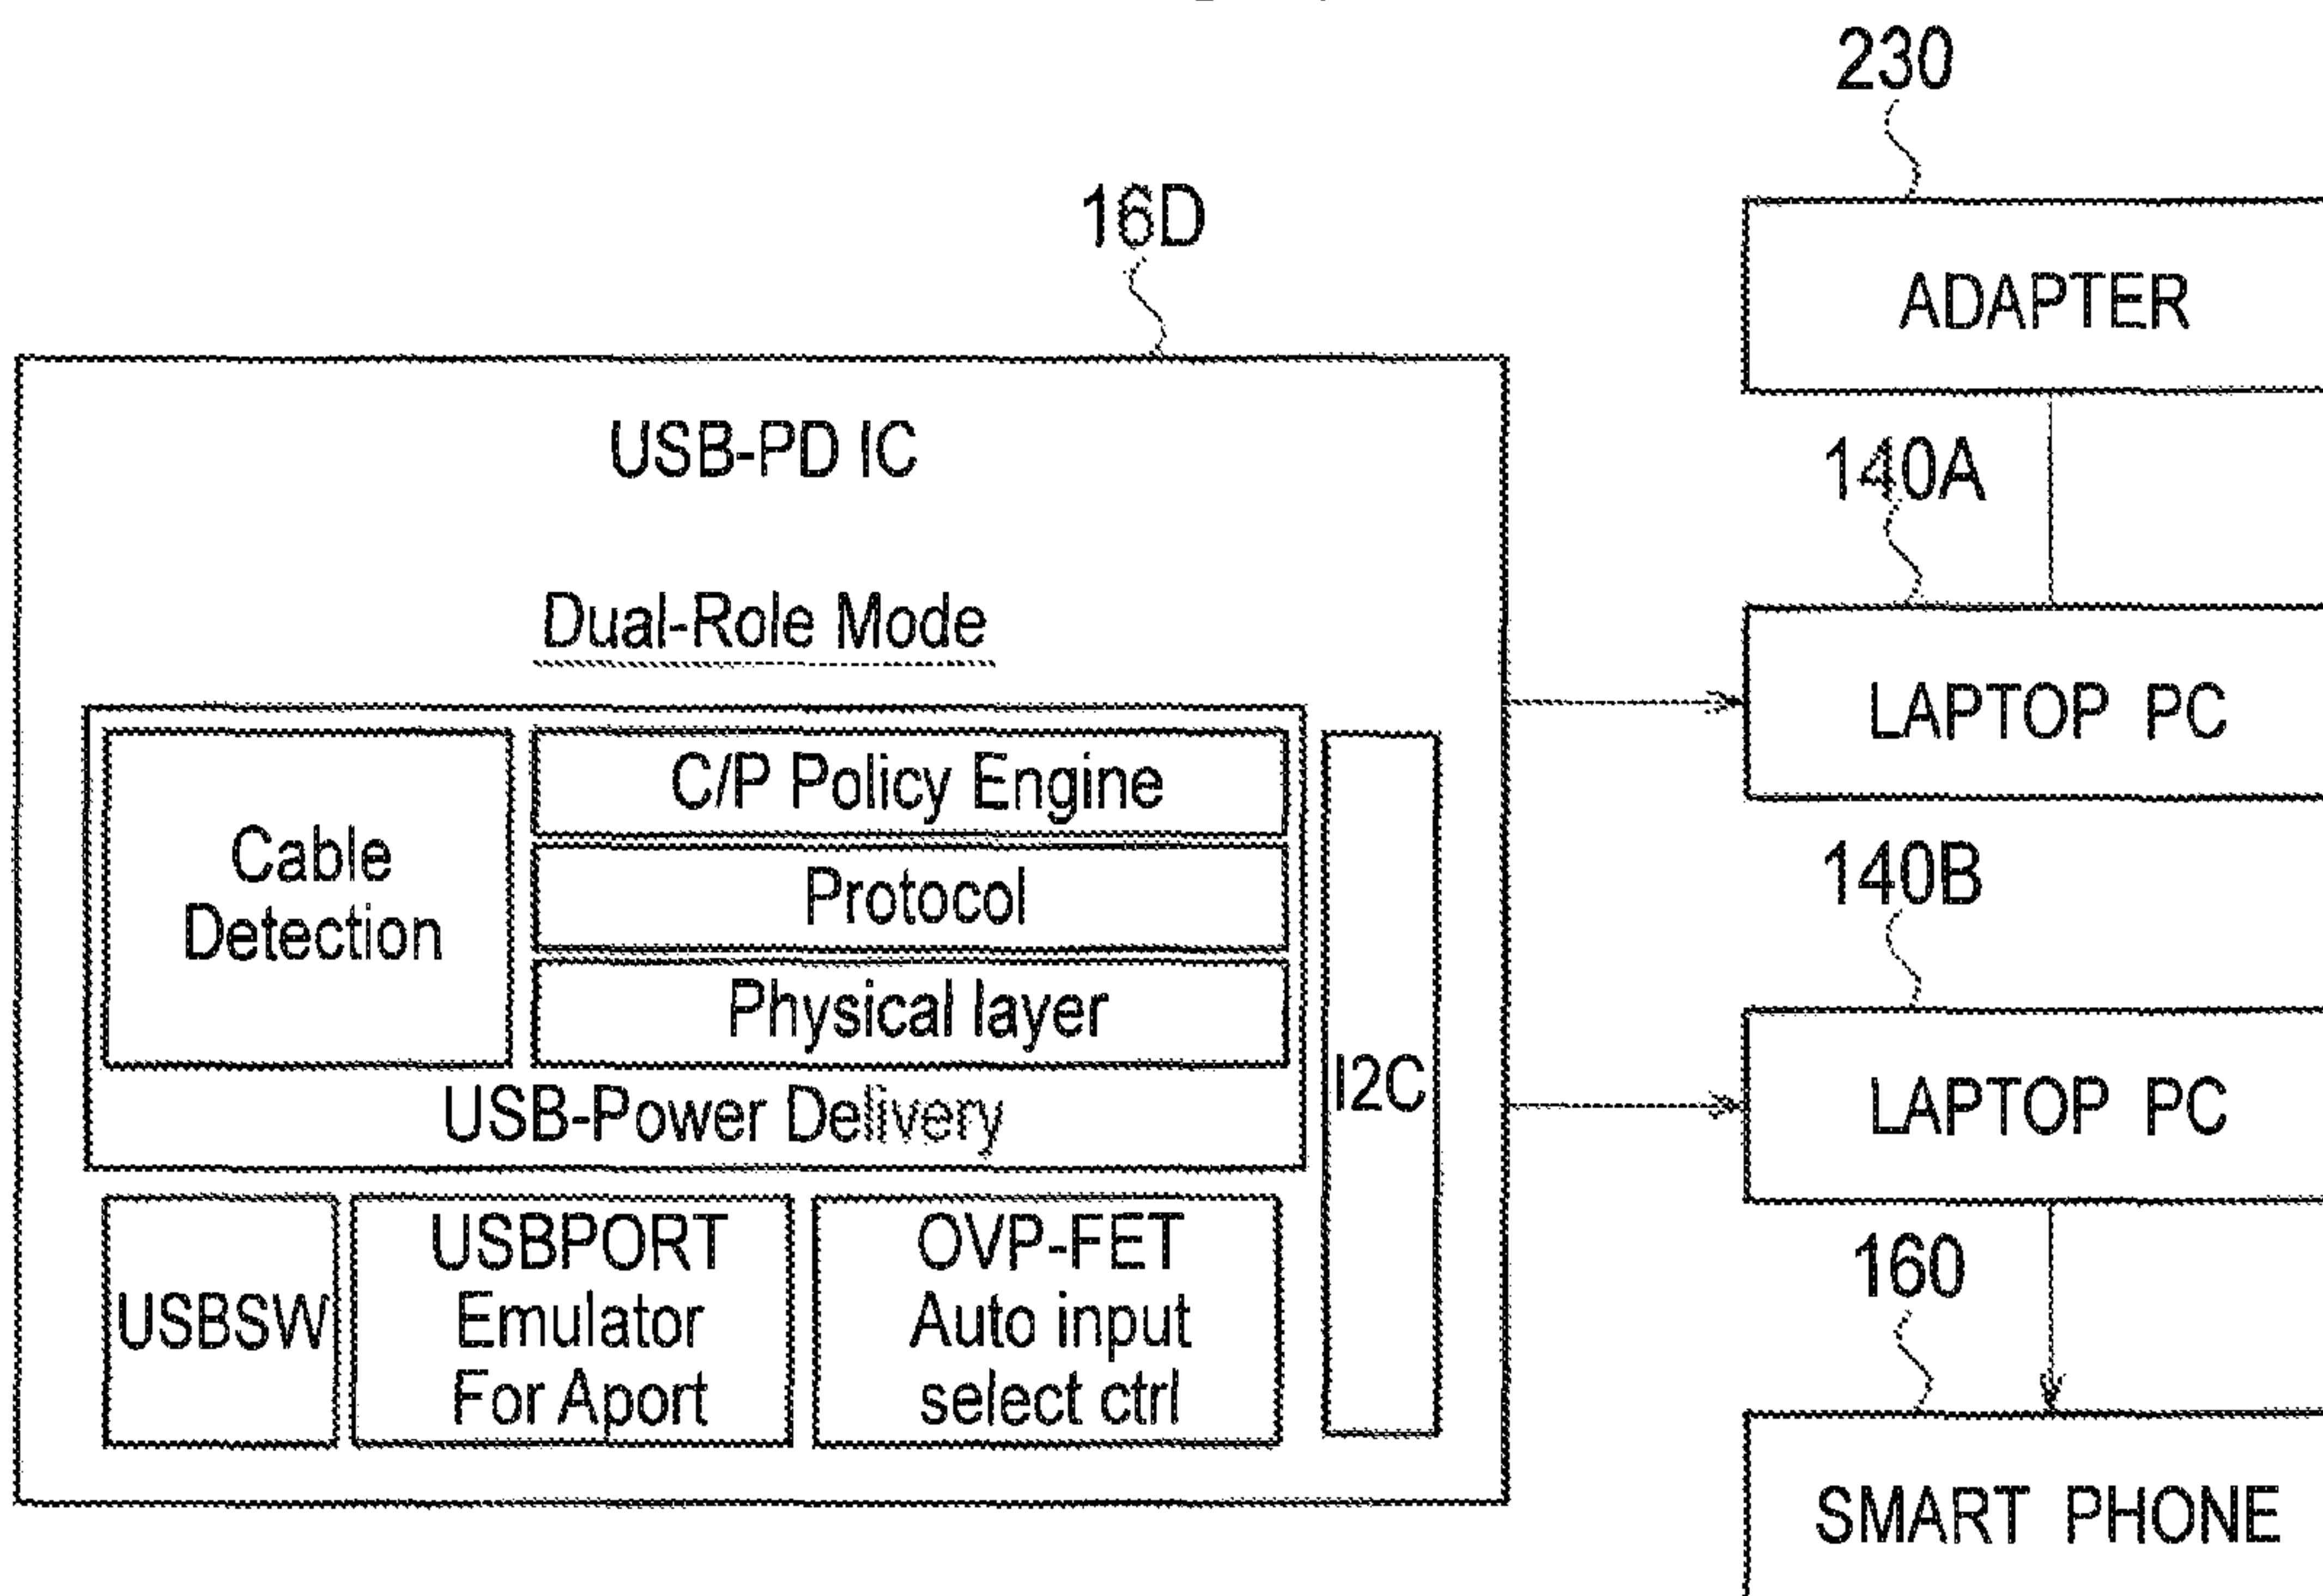 230
16D
ADAPTER
USB-PD IC
140A
Dual-Role Mode
LAPTOP PC
C/P Policy Engine
Cable
Detection
Protocol
140B
Physical layer
I2C
USB-Power Delivery
LAPTOP PC
USBSW
USBPORT
Emulator
For Aport
OVP-FET
Auto input
select ctrl
160
SMART PHONE